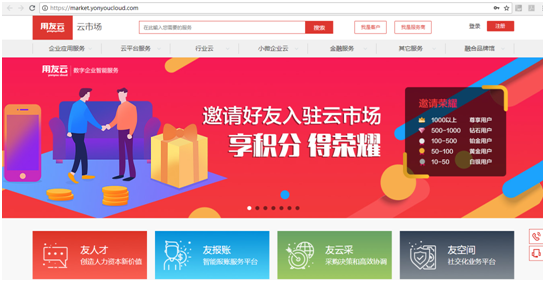 https://market.yonyoucloud.com
用友云
yonyoucloud
云市场
在此输入您需要的服务
搜索
我是客户
我是服务商
登录
注册
企业应用服务
云平台服务
行业云
小微企业云
金融服务
其它服务
融合品牌馆
用友云
yonyoucloud
数字企业智能服务
邀请好友入驻云市场
享积分 得荣耀
邀请荣耀
1000以上 尊享用户
500~1000 钻石用户
100~500 铂金用户
50~100 黄金用户
10~50 白银用户
友人才
创造人力资本新价值
友报账
智能报账服务平台
友云采
采购决策和高效协同
友空间
社交化业务平台